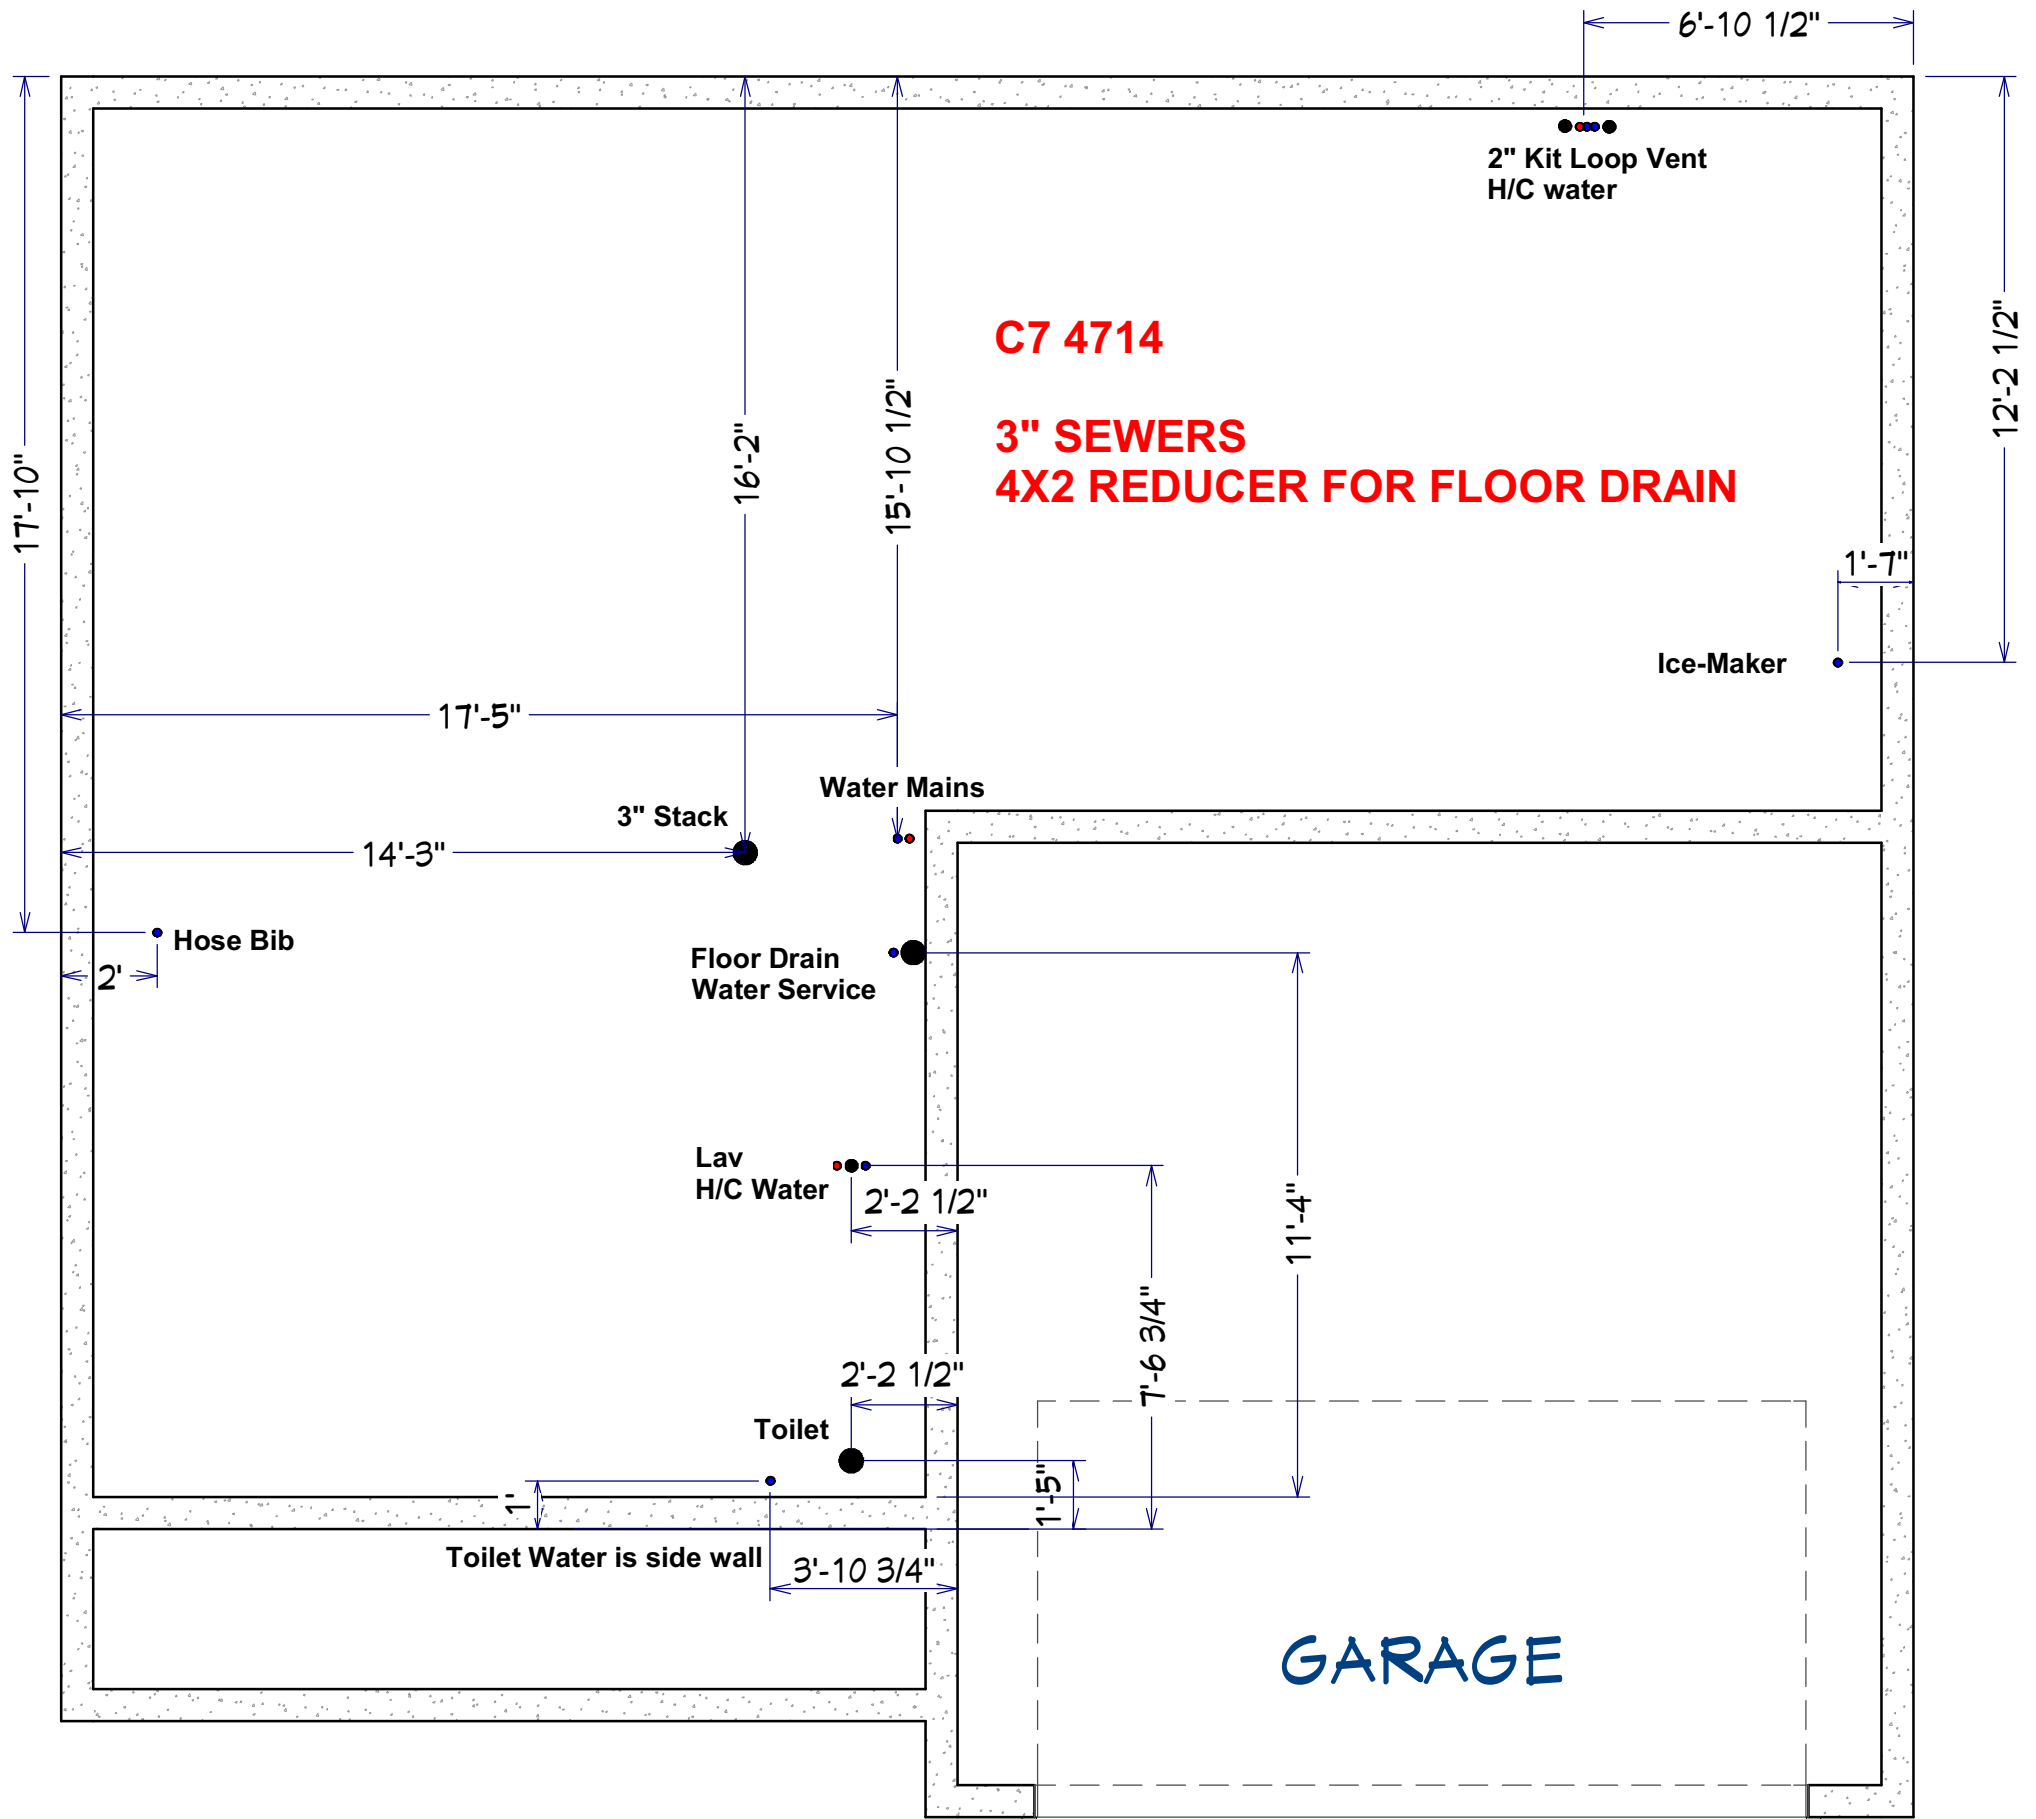 6'-10 1/2"
2" Kit Loop Vent
H/C water
C7 4714
3" SEWERS
4X2 REDUCER FOR FLOOR DRAIN
17'-10"
16'-2"
15'-10 1/2"
12'-2 1/2"
1'-7"
Ice-Maker
17'-5"
Water Mains
3" Stack
14'-3"
Hose Bib
2'
Floor Drain
Water Service
Lav
H/C Water
2'-2 1/2"
11'-4"
7'-6 3/4"
2'-2 1/2"
Toilet
1'
1'-5"
Toilet Water is side wall
3'-10 3/4"
GARAGE